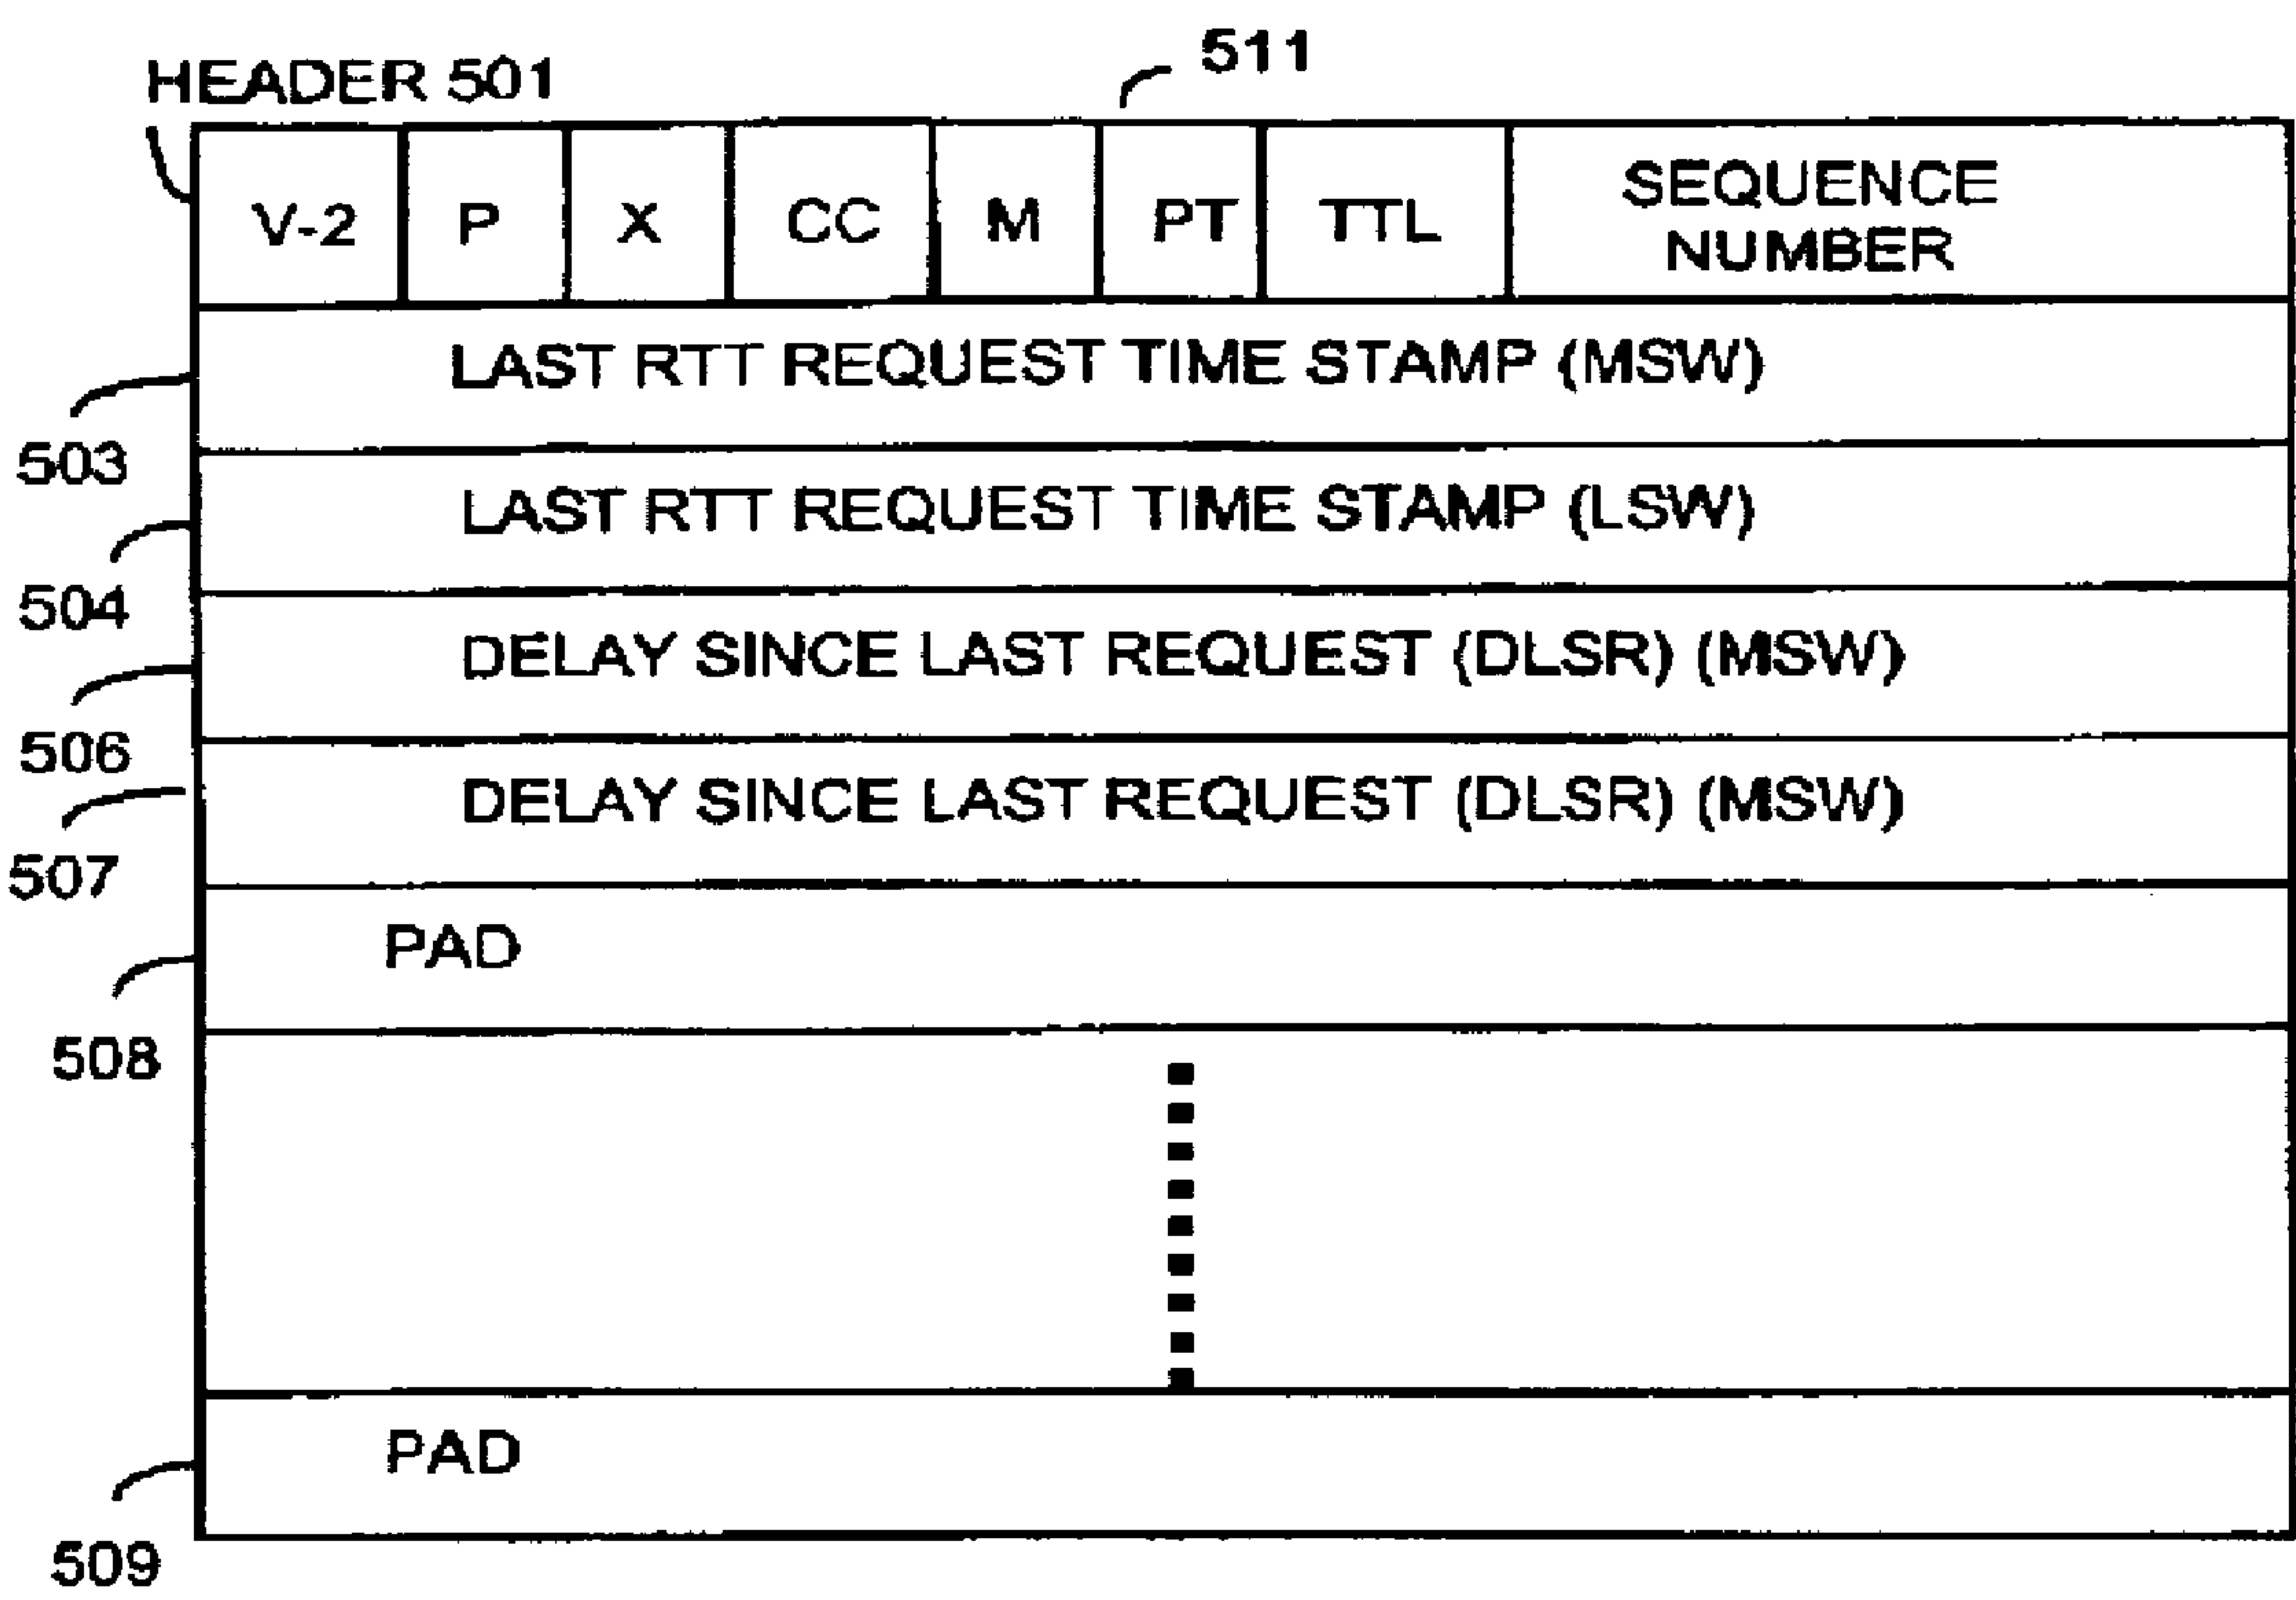 511
HEADER 501
V-2 P X CC M PT TTL SEQUENCE NUMBER
LAST RTT REQUEST TIME STAMP (MSW)
503
LAST RTT REQUEST TIME STAMP (LSW)
504
DELAY SINCE LAST REQUEST (DLSR) (MSW)
506
DELAY SINCE LAST REQUEST (DLSR) (MSW)
507
PAD
508
PAD
509